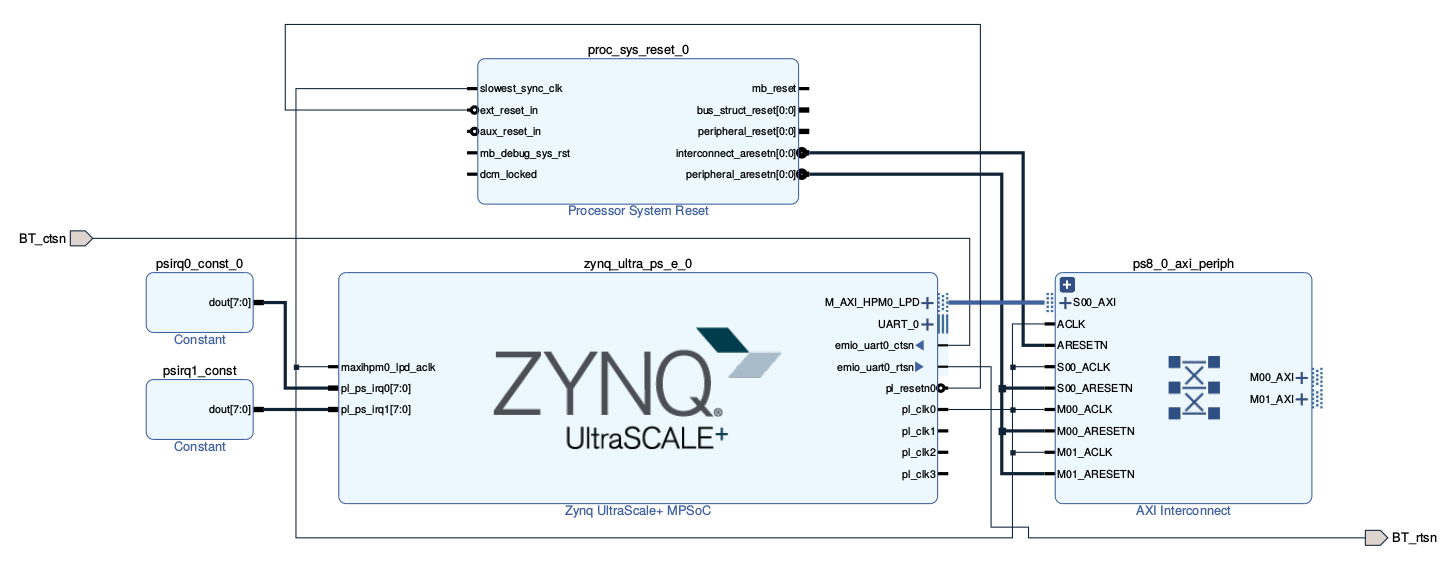 proc_sys_reset_0
slowest_sync_clk
ext_reset_in
aux_reset_in
mb_debug_sys_rst
dcm_locked
mb_reset
bus_struct_reset[0:0]
peripheral_reset[0:0]
interconnect_aresetn[0:0]
peripheral_aresetn[0:0]
Processor System Reset
BT_ctsn
psirq0_const_0
dout[7:0]
Constant
psirq1_const
dout[7:0]
Constant
zynq_ultra_ps_e_0
maxihpm0_lpd_aclk
pl_ps_irq0[7:0]
pl_ps_irq1[7:0]
ZYNQ®
UltraSCALE+
M_AXI_HPM0_LPD
UART_0
emio_uart0_ctsn
emio_uart0_rtsn
pl_resetn0
pl_clk0
pl_clk1
pl_clk2
pl_clk3
Zynq UltraScale+ MPSoC
ps8_0_axi_periph
S00_AXI
ACLK
ARESETN
S00_ACLK
S00_ARESETN
M00_ACLK
M00_ARESETN
M01_ACLK
M01_ARESETN
M00_AXI
M01_AXI
AXI Interconnect
BT_rtsn